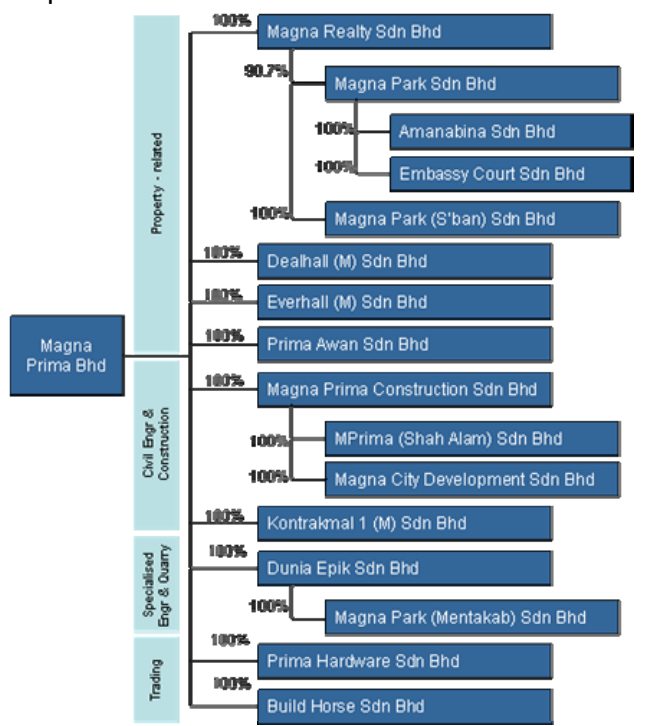 100%
Magna Realty Sdn Bhd
90.7%
Magna Park Sdn Bhd
100%
Amanabina Sdn Bhd
100%
Embassy Court Sdn Bhd
100%
Magna Park (S'ban) Sdn Bhd
Property - related
100%
Dealhall (M) Sdn Bhd
100%
Everhall (M) Sdn Bhd
100%
Prima Awan Sdn Bhd
Magna
Prima Bhd
100%
Magna Prima Construction Sdn Bhd
100%
MPrima (Shah Alam) Sdn Bhd
100%
Magna City Development Sdn Bhd
Civil Engr &
Construction
100%
Kontrakmal 1 (M) Sdn Bhd
100%
Dunia Epik Sdn Bhd
Specialised
Engr & Quarry
100%
Magna Park (Mentakab) Sdn Bhd
100%
Prima Hardware Sdn Bhd
Trading
100%
Build Horse Sdn Bhd